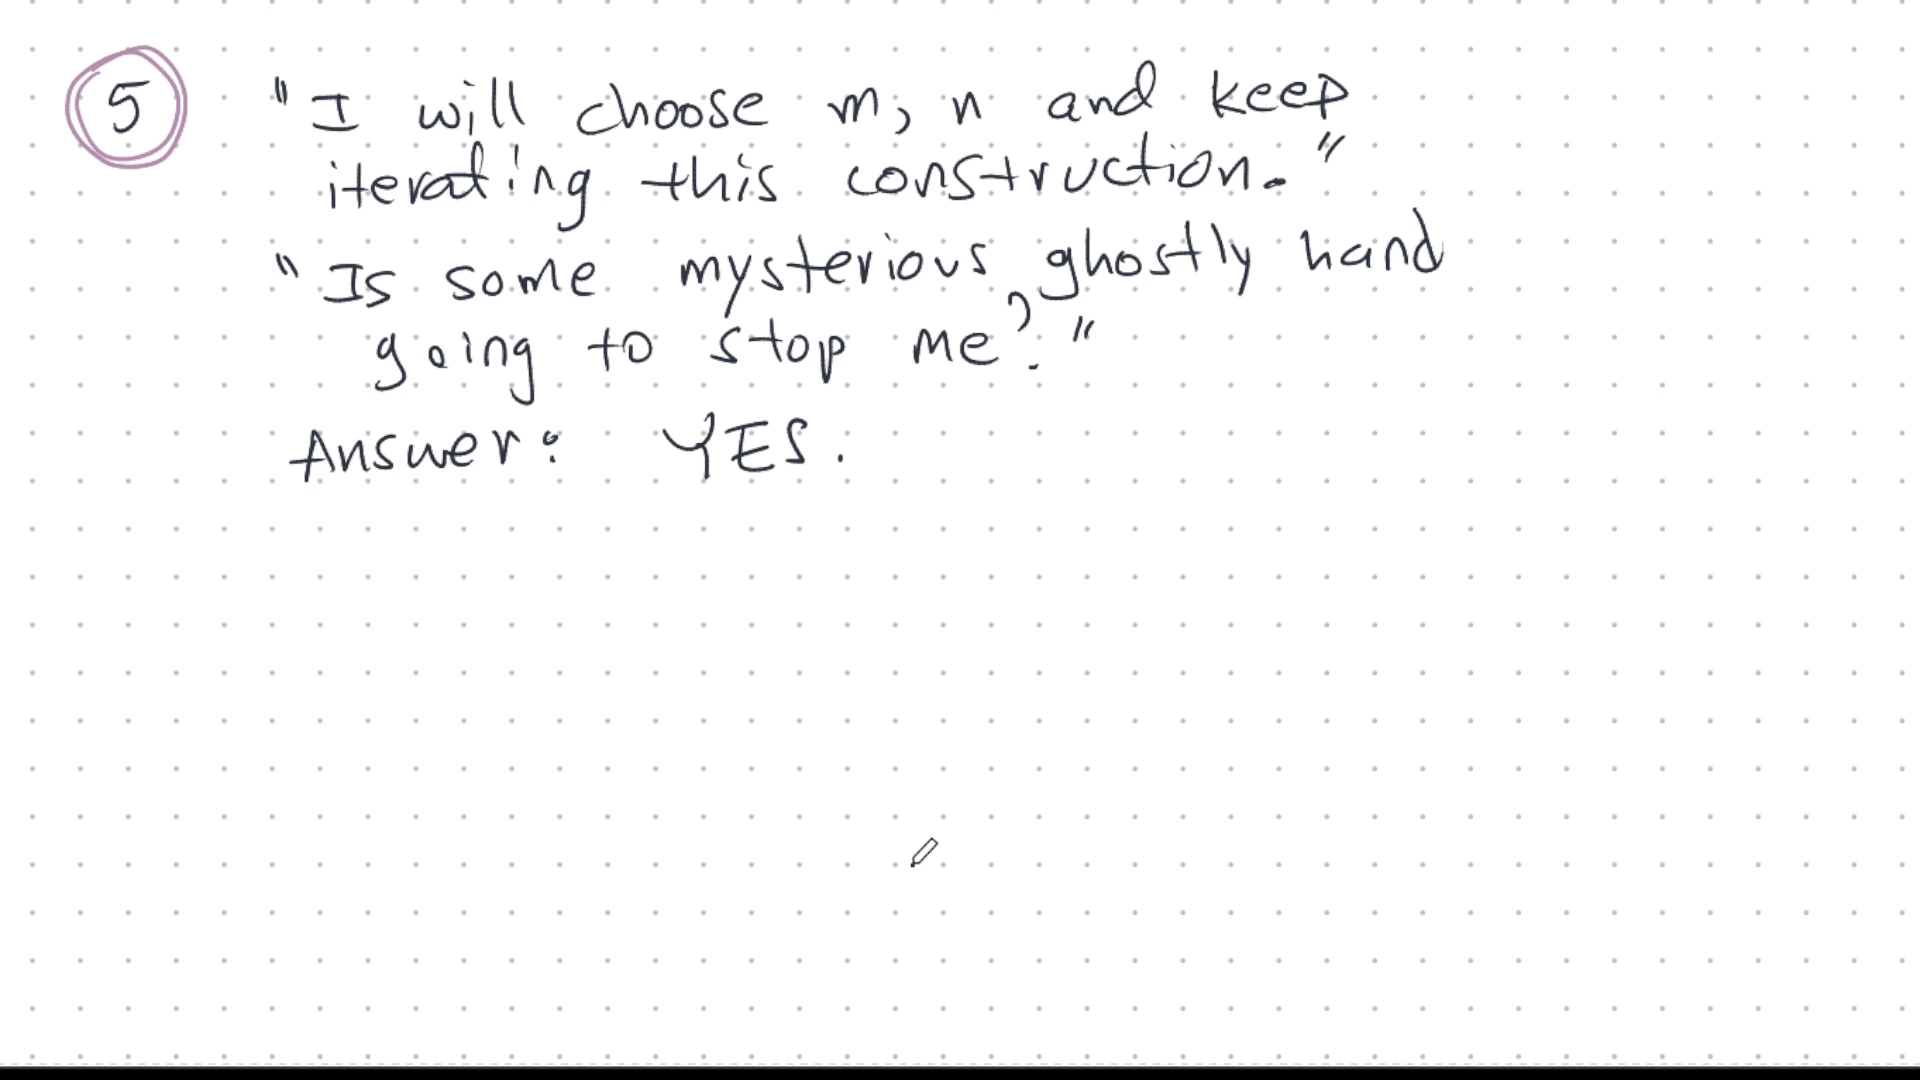 5
"I will choose m, n and keep
iterating this construction."
"Is some mysterious ghostly hand
going to stop me?"
Answer: YES.